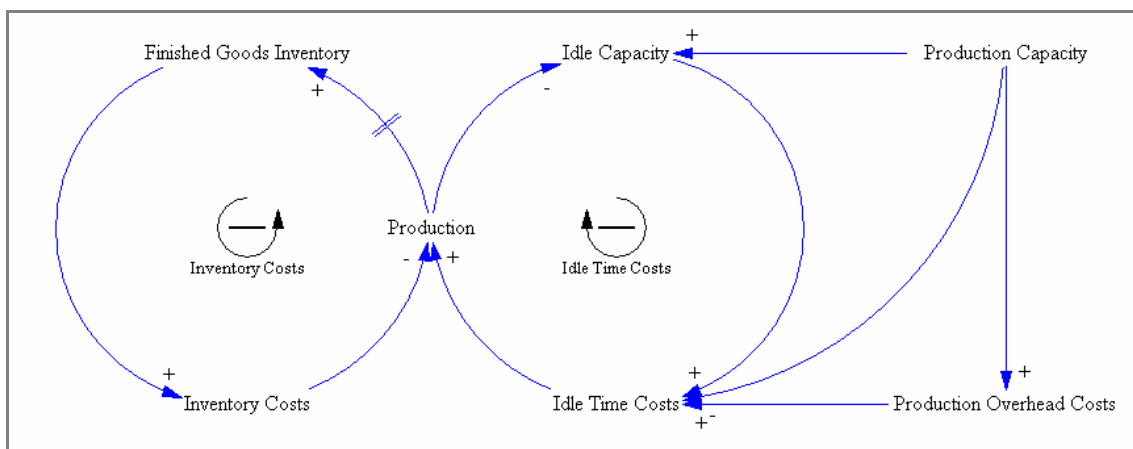 Finished Goods Inventory
+
Idle Capacity
-
+
Production Capacity
Production
-
+
Inventory Costs
Idle Time Costs
+
Inventory Costs
Idle Time Costs
+
+
-
Production Overhead Costs
+